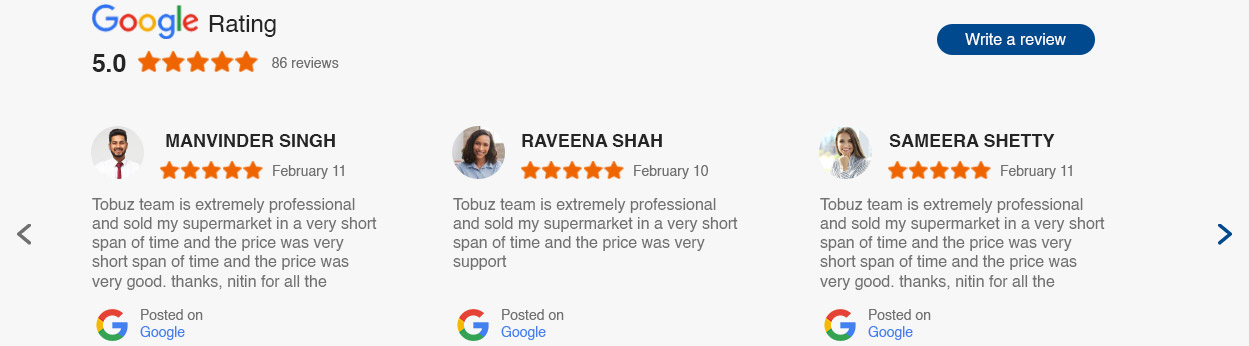 Google Rating
5.0 86 reviews
Write a review
MANVINDER SINGH
February 11
Tobuz team is extremely professional
and sold my supermarket in a very short
span of time and the price was very
short span of time and the price was
very good. thanks, nitin for all the
Posted on
Google
RAVEENA SHAH
February 10
Tobuz team is extremely professional
and sold my supermarket in a very short
span of time and the price was very
support
Posted on
Google
SAMEERA SHETTY
February 11
Tobuz team is extremely professional
and sold my supermarket in a very short
span of time and the price was very
short span of time and the price was
very good. thanks, nitin for all the
Posted on
Google